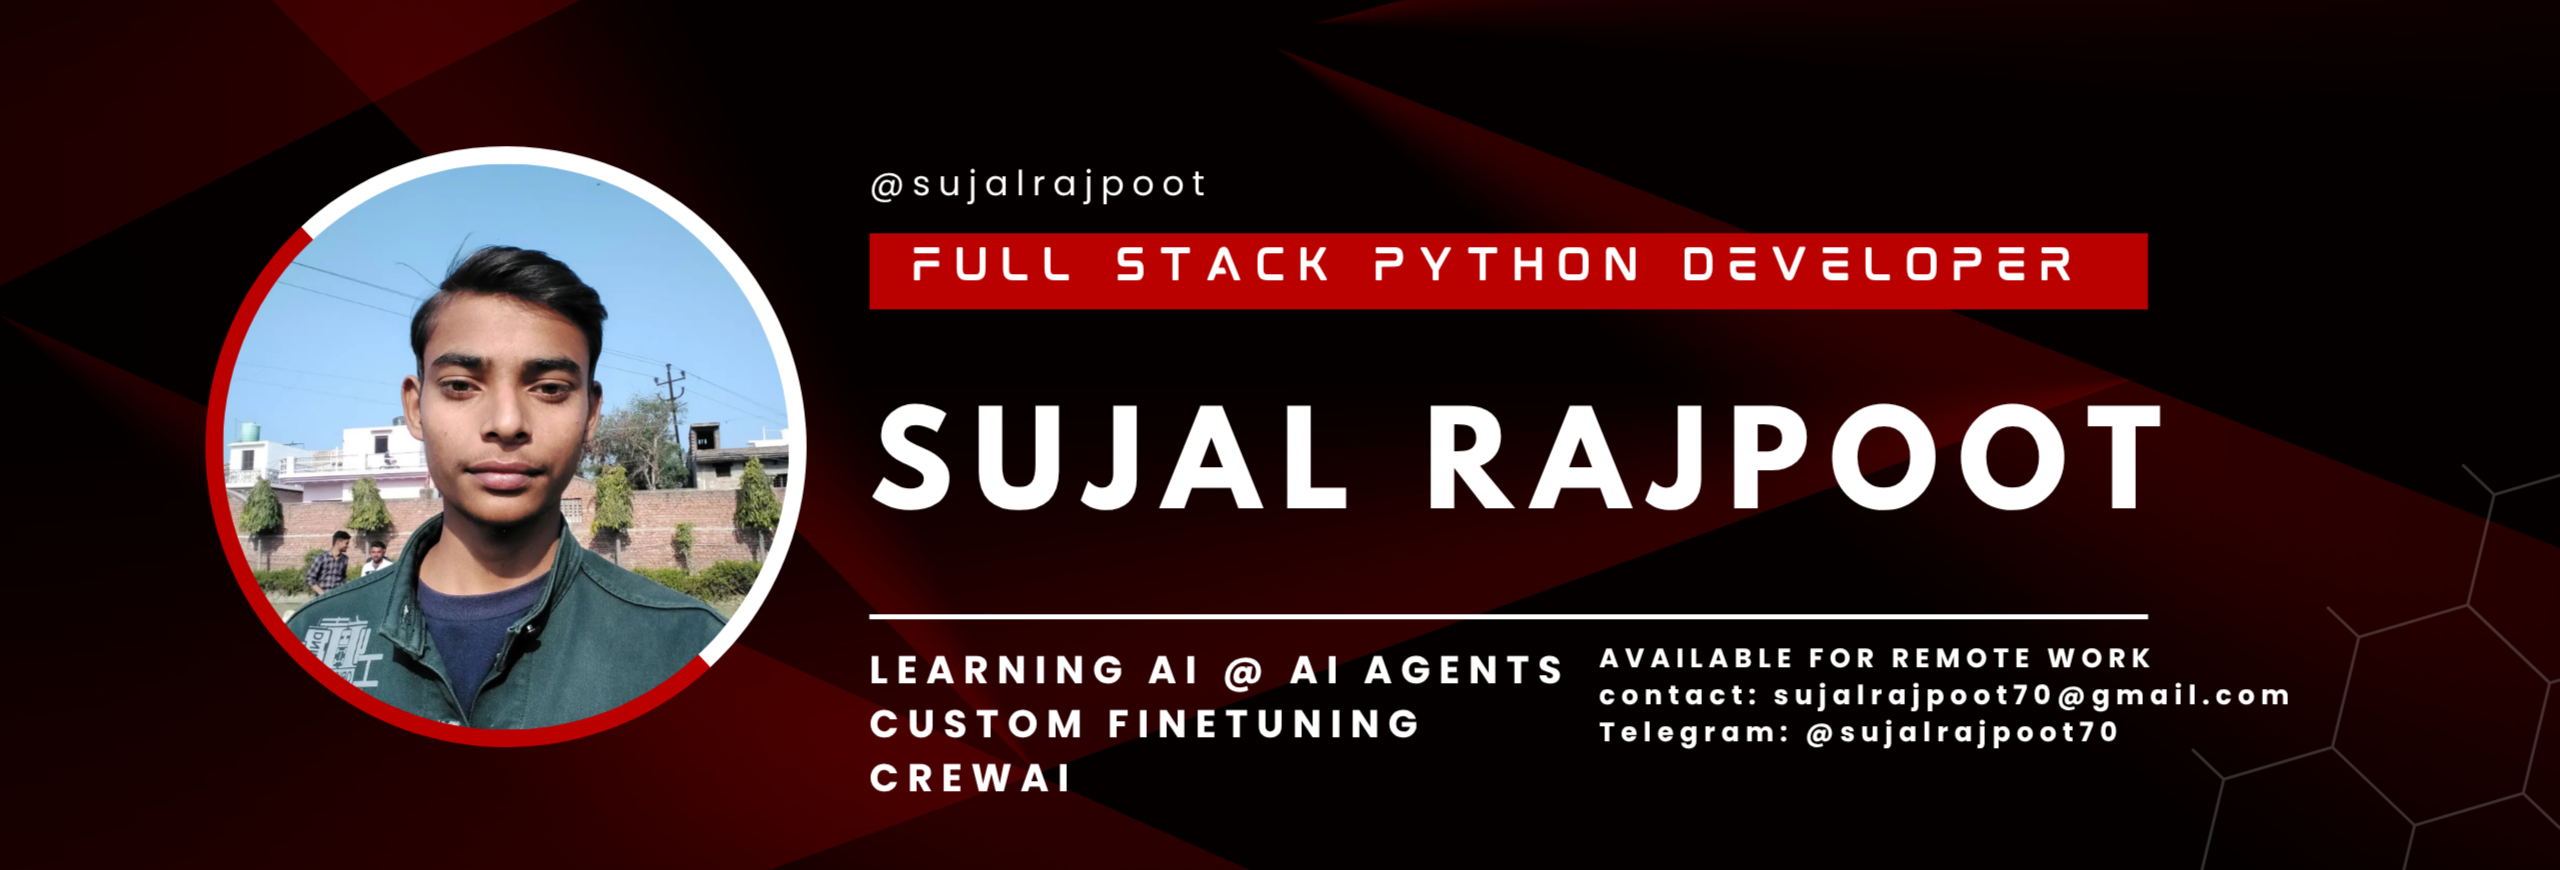 @sujalrajpoot
FULL STACK PYTHON DEVELOPER
SUJAL RAJPOOT
LEARNING AI @ AI AGENTS
CUSTOM FINETUNING
CREWAI
AVAILABLE FOR REMOTE WORK
contact: sujalrajpoot70@gmail.com
Telegram: @sujalrajpoot70